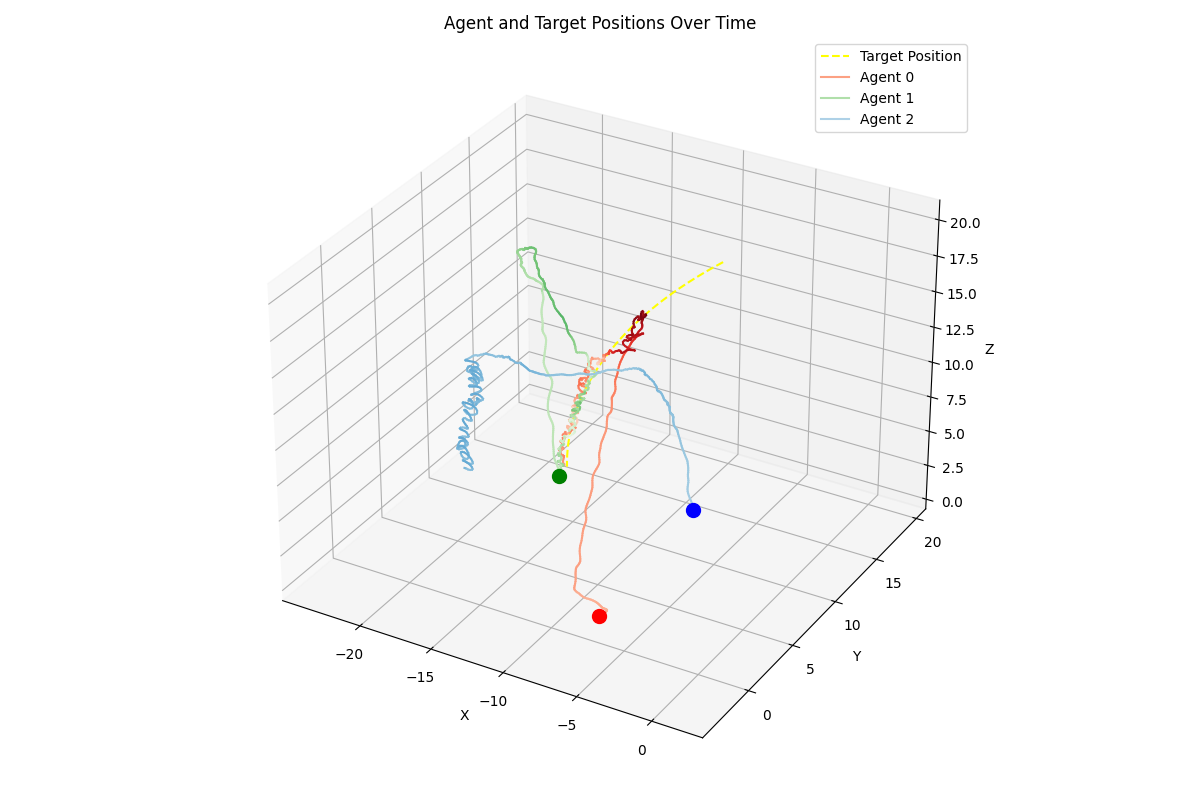 Agent and Target Positions Over Time
Target Position
Agent 0
Agent 1
Agent 2
20.0
17.5
15.0
Z
12.5
10.0
7.5
5.0
2.5
0.0
20
15
10
Y
5
0
−20
−15
−10
X
−5
0